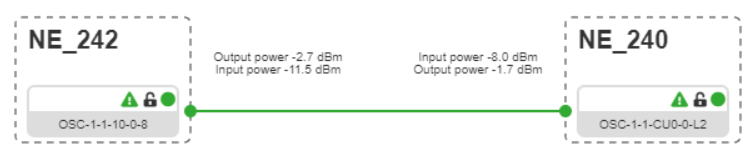 NE_242
NE_240
Output power -2.7 dBm
Input power -11.5 dBm
Input power -8.0 dBm
Output power -1.7 dBm
OSC-1-1-10-0-8
OSC-1-1-CU0-0-L2